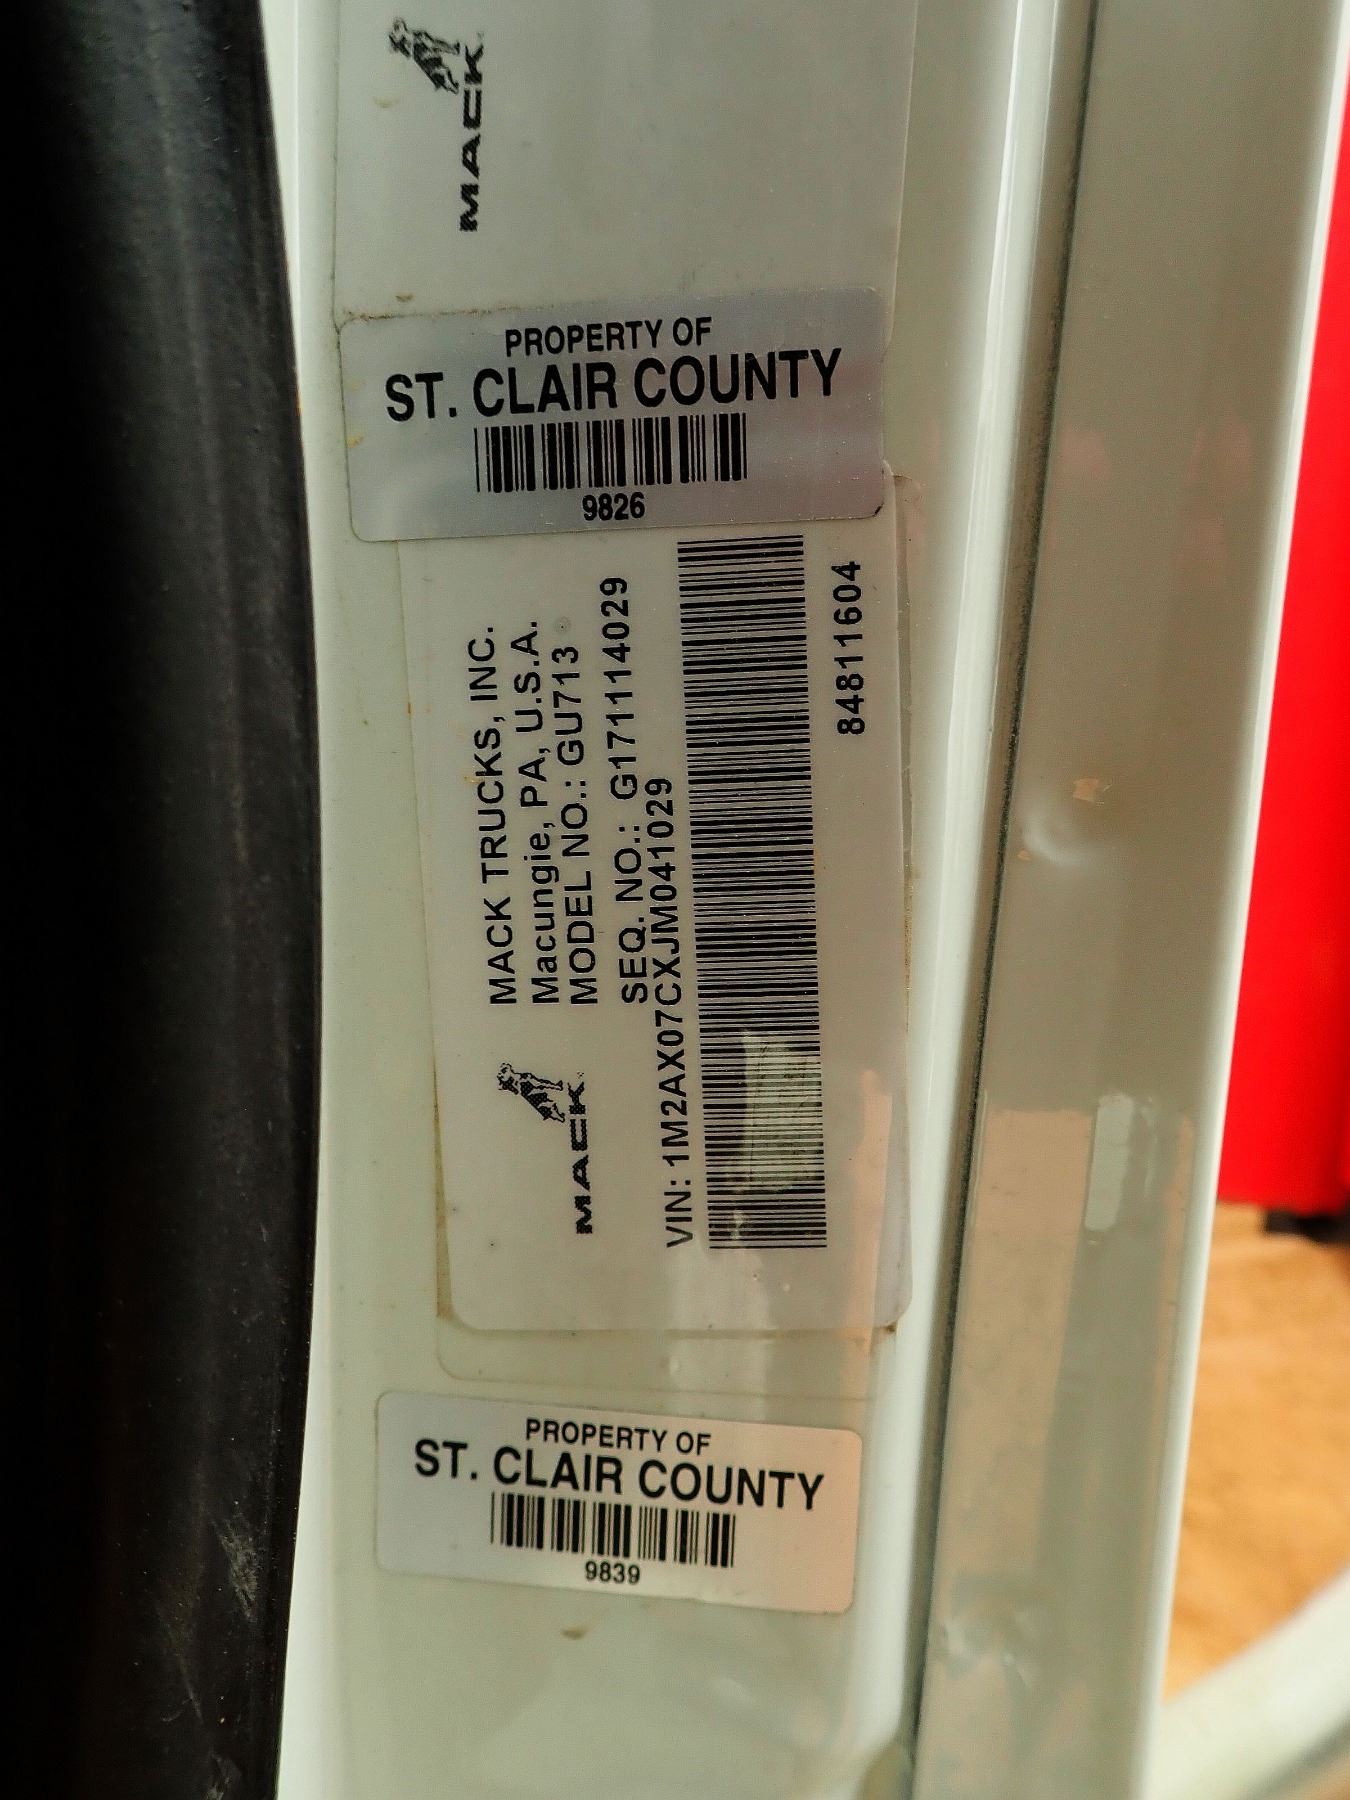 MACK
PROPERTY OF
ST. CLAIR COUNTY
9826
MACK TRUCKS, INC.
Macungie, PA, U.S.A.
MODEL NO.: GU713
SEQ. NO.: G171114029
MACK
VIN: 1M2AX07CXJM041029
84811604
PROPERTY OF
ST. CLAIR COUNTY
9839